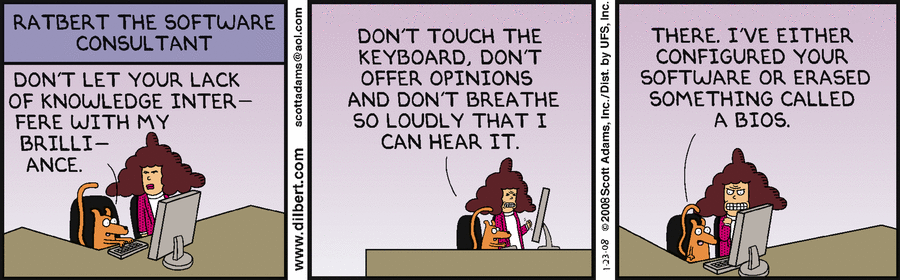 RATBERT THE SOFTWARE
CONSULTANT
DON'T LET YOUR LACK
OF KNOWLEDGE INTER-
FERE WITH MY
BRILLI-
ANCE.
www.dilbert.com
scottadams@aol.com
DON'T TOUCH THE
KEYBOARD, DON'T
OFFER OPINIONS
AND DON'T BREATHE
SO LOUDLY THAT I
CAN HEAR IT.
1-23-08 © 2008 Scott Adams, Inc./Dist. by UFS, Inc.
THERE. I'VE EITHER
CONFIGURED YOUR
SOFTWARE OR ERASED
SOMETHING CALLED
A BIOS.